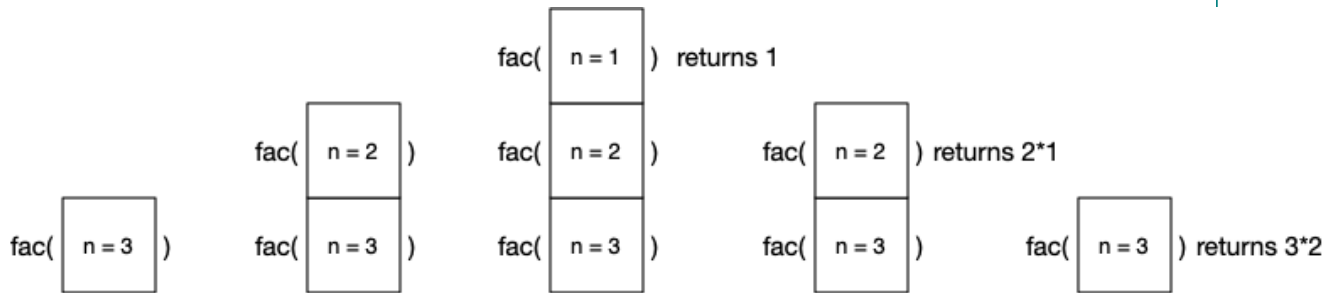 fac( n = 1 ) returns 1
fac( n = 2 ) fac( n = 2 ) fac( n = 2 ) returns 2*1
fac( n = 3 ) fac( n = 3 ) fac( n = 3 ) fac( n = 3 ) fac( n = 3 ) returns 3*2